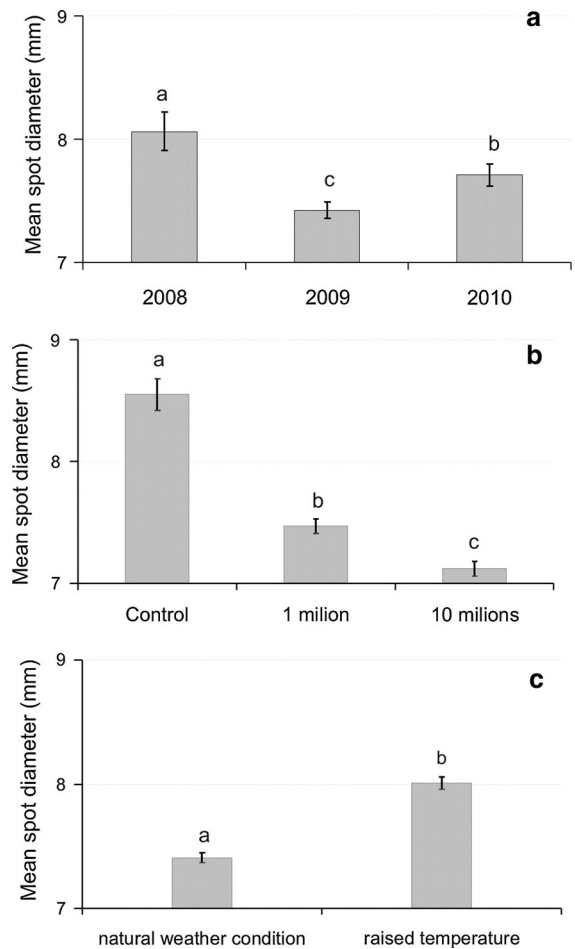 a
9
8
7
Mean spot diameter (mm)
a
c
b
2008 2009 2010
b
9
8
7
Mean spot diameter (mm)
a
b
c
Control 1 milion 10 milions
c
9
8
7
Mean spot diameter (mm)
a
b
natural weather condition raised temperature